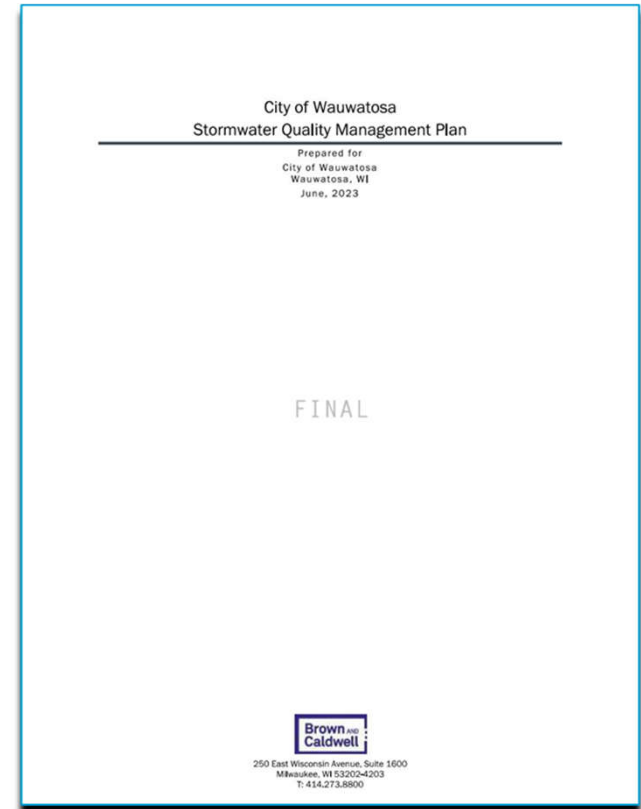 City of Wauwatosa
Stormwater Quality Management Plan
Prepared for
City of Wauwatosa
Wauwatosa, WI
June, 2023
FINAL
Brown AND
Caldwell
250 East Wisconsin Avenue, Suite 1600
Milwaukee, WI 53202-4203
T: 414.273.8800